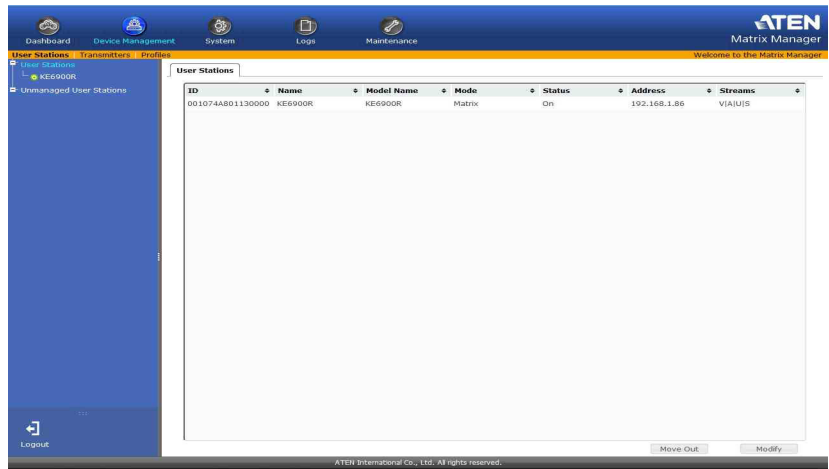 ATEN
Matrix Manager
Dashboard Device Management System Logs Maintenance
User Stations Transmitters Profiles Welcome to the Matrix Manager
User Stations
KE6900R
Unmanaged User Stations
User Stations
ID Name Model Name Mode Status Address Streams
001074A801130000 KE6900R KE6900R Matrix On 192.168.1.86 V|A|U|S
Logout
Move Out Modify
ATEN International Co., Ltd. All rights reserved.